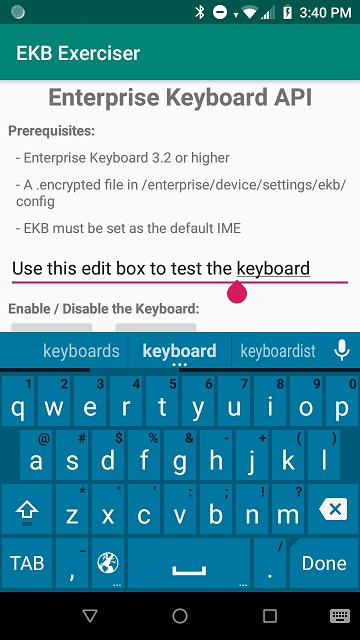 3:40 PM
EKB Exerciser
Enterprise Keyboard API
Prerequisites:
- Enterprise Keyboard 3.2 or higher
- A .encrypted file in /enterprise/device/settings/ekb/
config
- EKB must be set as the default IME
Use this edit box to test the keyboard
Enable / Disable the Keyboard:
keyboards keyboard keyboardist
1 2 3 4 5 6 7 8 9 0
q w e r t y u i o p
@ # $ % & - + ( )
a s d f g h j k l
* " ' : ; ! ?
z x c v b n m
_ /
TAB , ... ... . Done